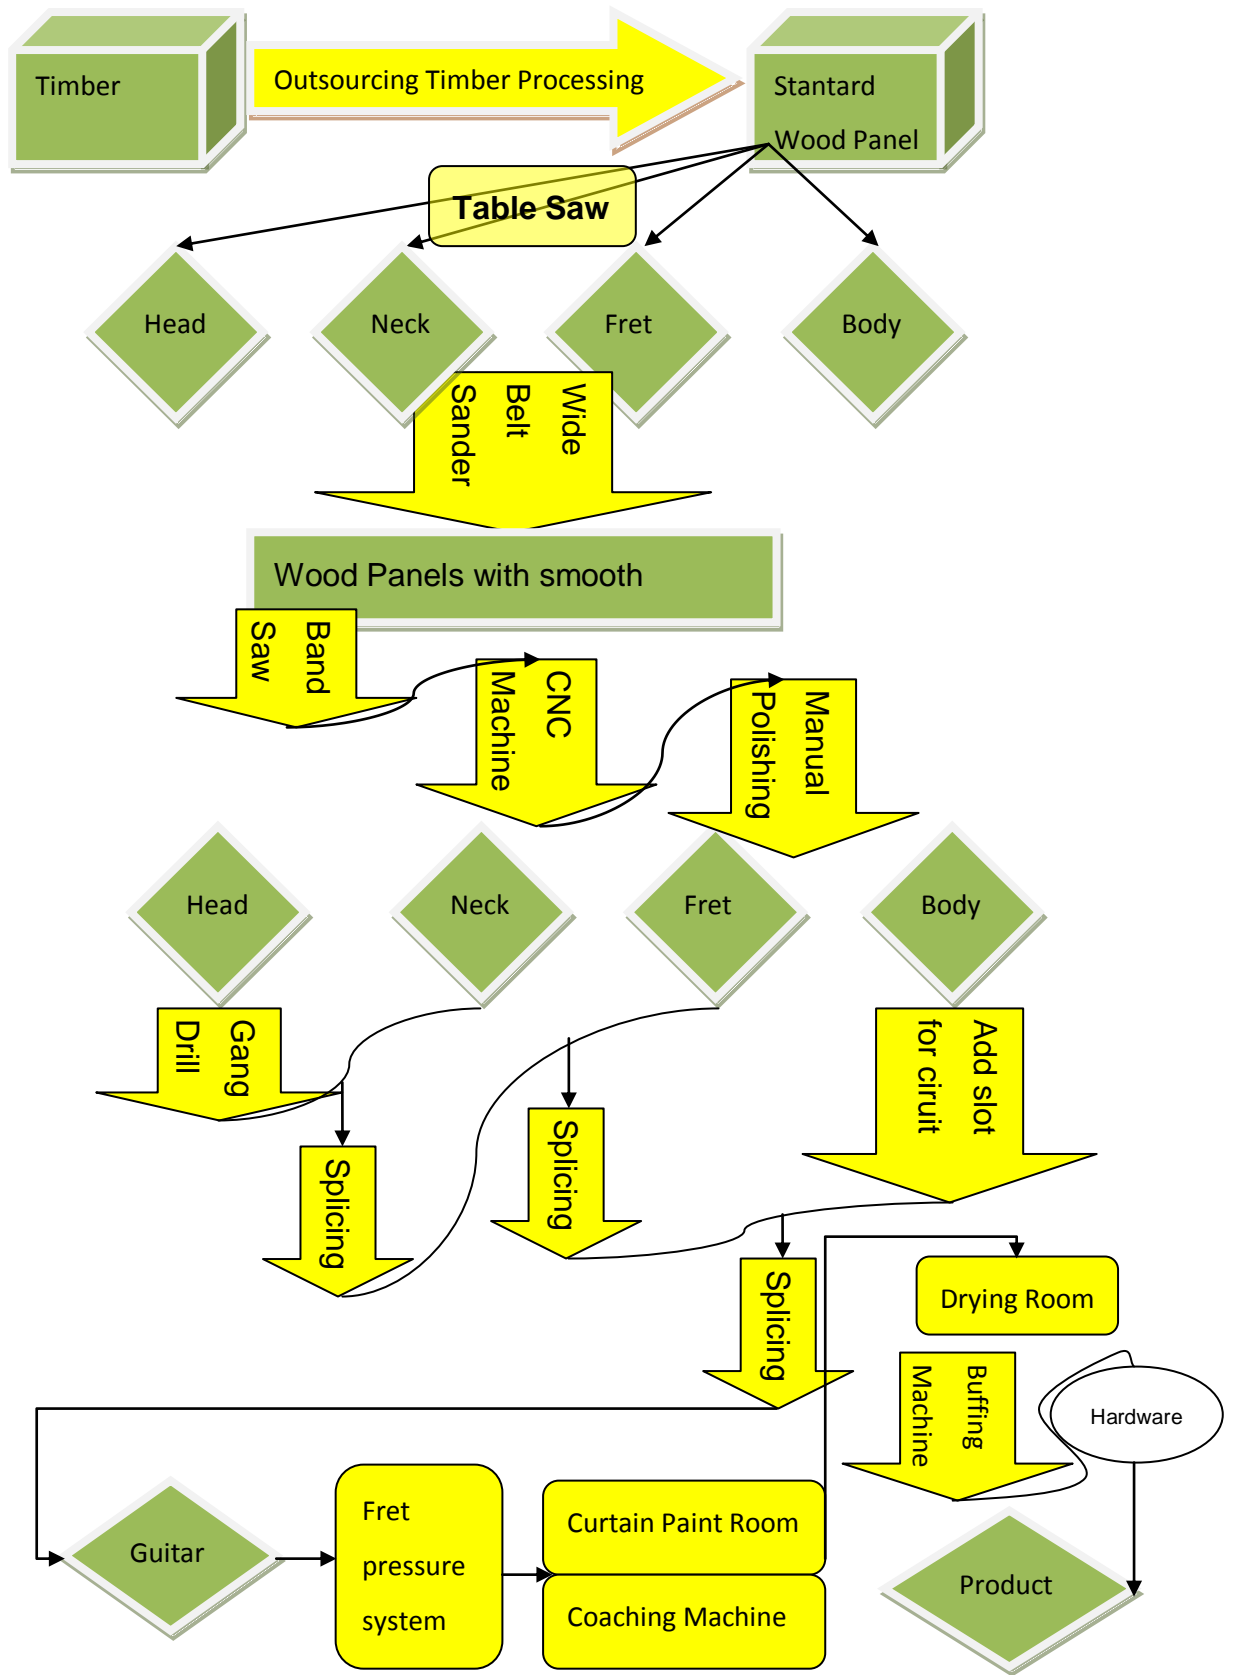 Timber
Outsourcing Timber Processing
Stantard
Wood Panel
Table Saw
Head
Neck
Fret
Body
Wide
Belt
Sander
Wood Panels with smooth
Band
Saw
CNC
Machine
Manual
Polishing
Head
Neck
Fret
Body
Gang
Drill
Add slot
for ciruit
Splicing
Splicing
Splicing
Drying Room
Buffing
Machine
Hardware
Guitar
Fret
pressure
system
Curtain Paint Room
Coaching Machine
Product